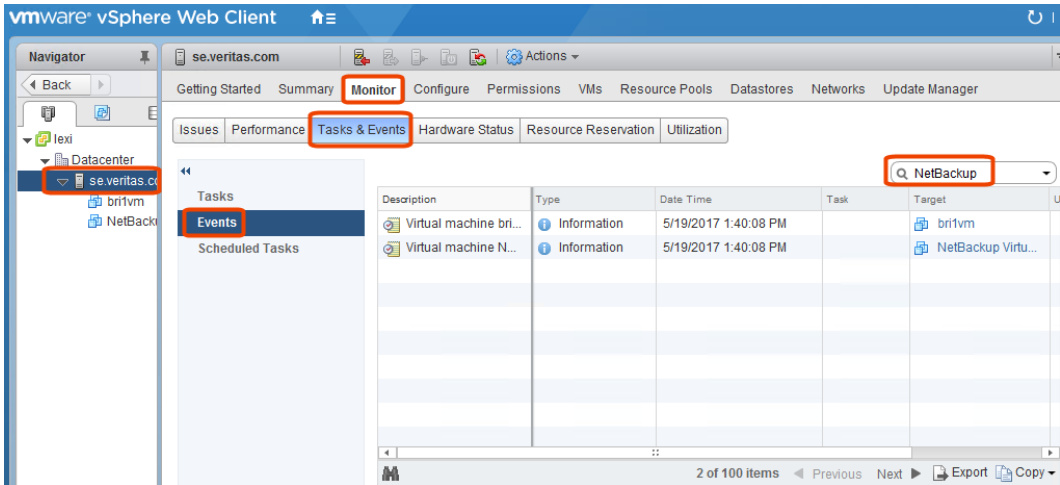 vmware® vSphere Web Client
Navigator
Back
lexi
Datacenter
se.veritas.co
bri1vm
NetBack
se.veritas.com Actions
Getting Started Summary Monitor Configure Permissions VMs Resource Pools Datastores Networks Update Manager
Issues Performance Tasks & Events Hardware Status Resource Reservation Utilization
NetBackup
Tasks
Events
Scheduled Tasks
Description Type Date Time Task Target
Virtual machine bri... Information 5/19/2017 1:40:08 PM bri1vm
Virtual machine N... Information 5/19/2017 1:40:08 PM NetBackup Virtu...
2 of 100 items Previous Next Export Copy